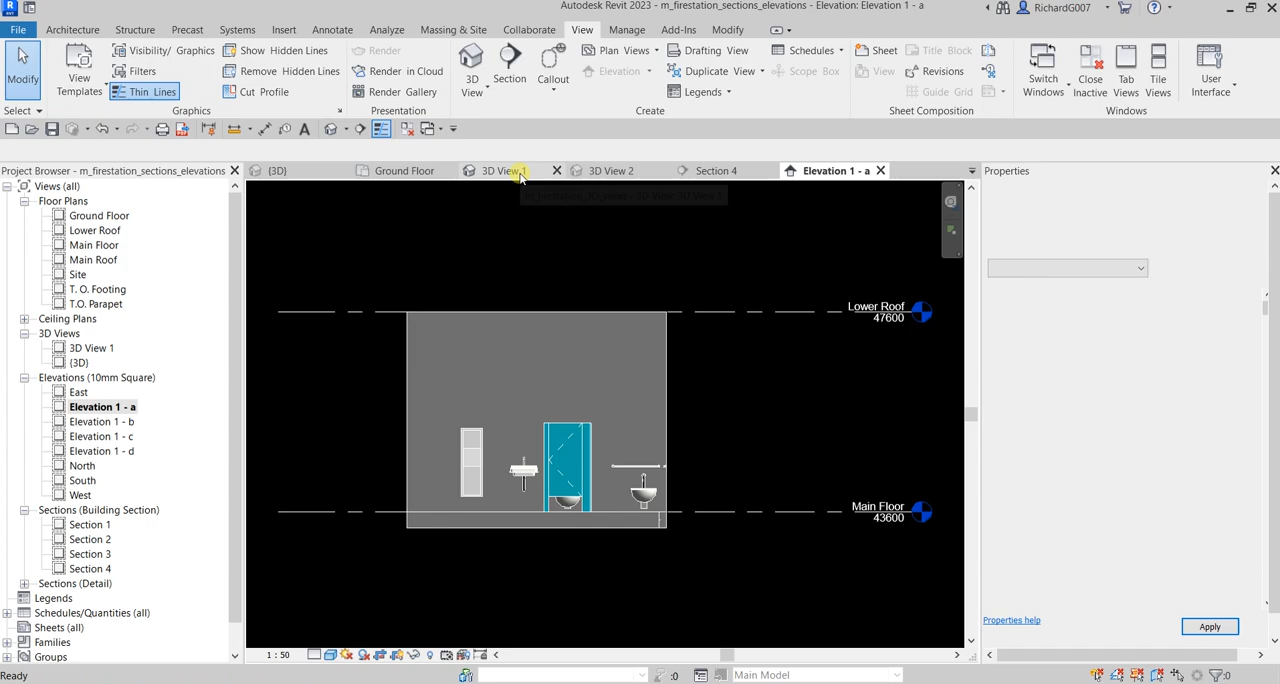 Autodesk Revit 2023 - m_firestation_sections_elevations - Elevation: Elevation 1 - a
RichardG007
File Architecture Structure Precast Systems Insert Annotate Analyze Massing & Site Collaborate View Manage Add-Ins Modify
Modify
View Templates
Visibility/ Graphics
Filters
Thin Lines
Show Hidden Lines
Remove Hidden Lines
Cut Profile
Render
Render in Cloud
Render Gallery
3D View
Section
Callout
Plan Views
Elevation
Drafting View
Duplicate View
Legends
Schedules
Scope Box
Sheet
View
Title Block
Revisions
Guide Grid
Switch Windows
Close Inactive
Tab Views
Tile Views
User Interface
Select Graphics Presentation Create Sheet Composition Windows
Project Browser - m_firestation_sections_elevations
{3D} Ground Floor 3D View 1 3D View 2 Section 4 Elevation 1 - a
Properties
Views (all)
Floor Plans
Ground Floor
Lower Roof
Main Floor
Main Roof
Site
T. O. Footing
T.O. Parapet
Ceiling Plans
3D Views
3D View 1
{3D}
Elevations (10mm Square)
East
Elevation 1 - a
Elevation 1 - b
Elevation 1 - c
Elevation 1 - d
North
South
West
Sections (Building Section)
Section 1
Section 2
Section 3
Section 4
Sections (Detail)
Legends
Schedules/Quantities (all)
Sheets (all)
Families
Groups
Lower Roof
47600
Main Floor
43600
Properties help
Apply
1 : 50
Ready
:0
Main Model
:0